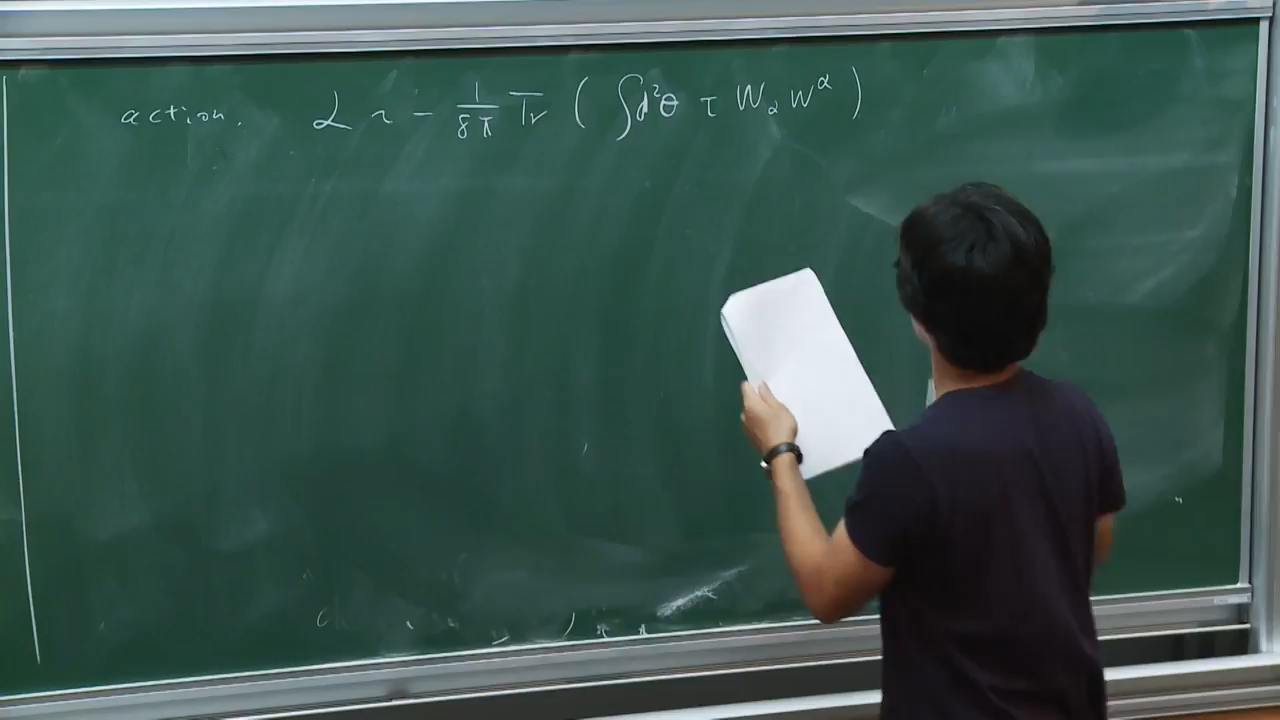 action. ℒ ~ - 1/8π Tr ( ∫d²θ τ W_α W^α )